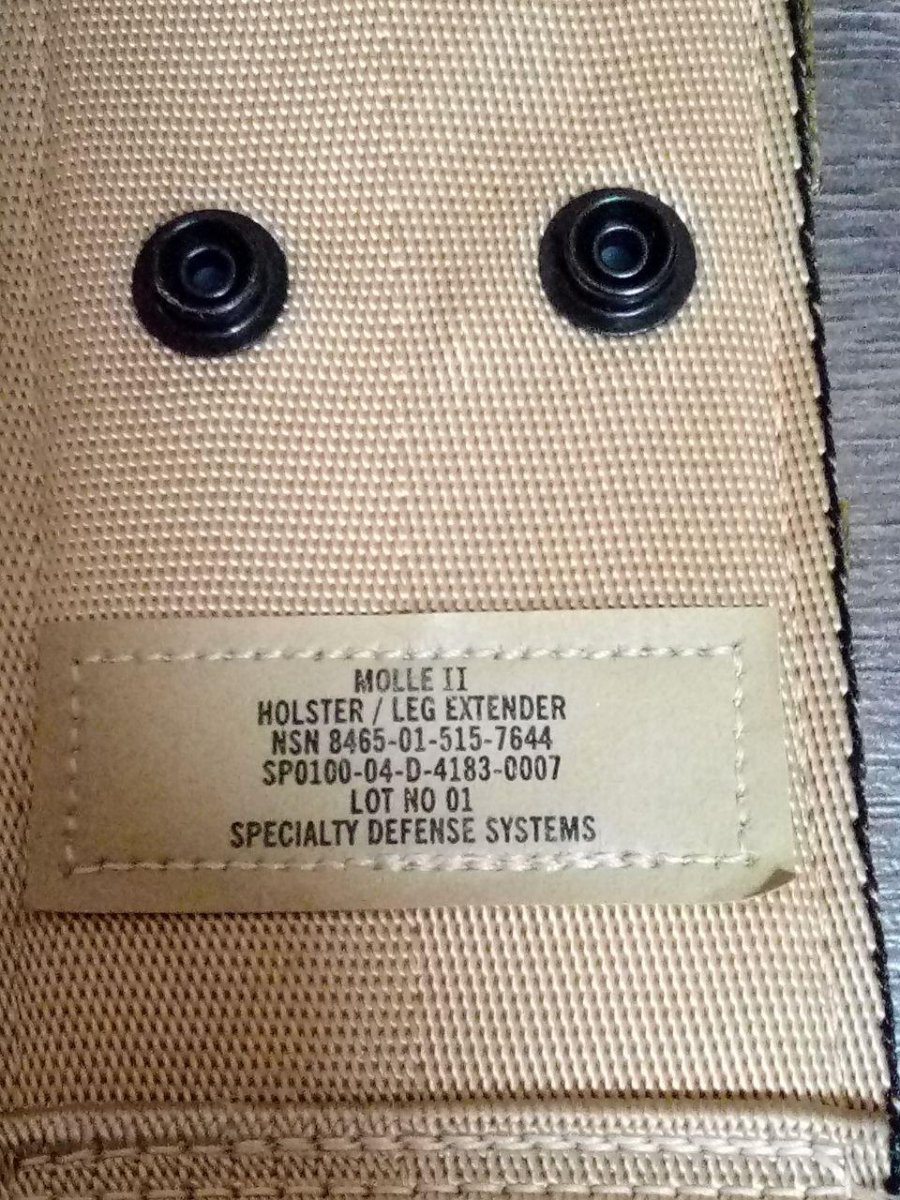 MOLLE II
HOLSTER / LEG EXTENDER
NSN 8465-01-515-7644
SP0100-04-D-4183-0007
LOT NO 01
SPECIALTY DEFENSE SYSTEMS